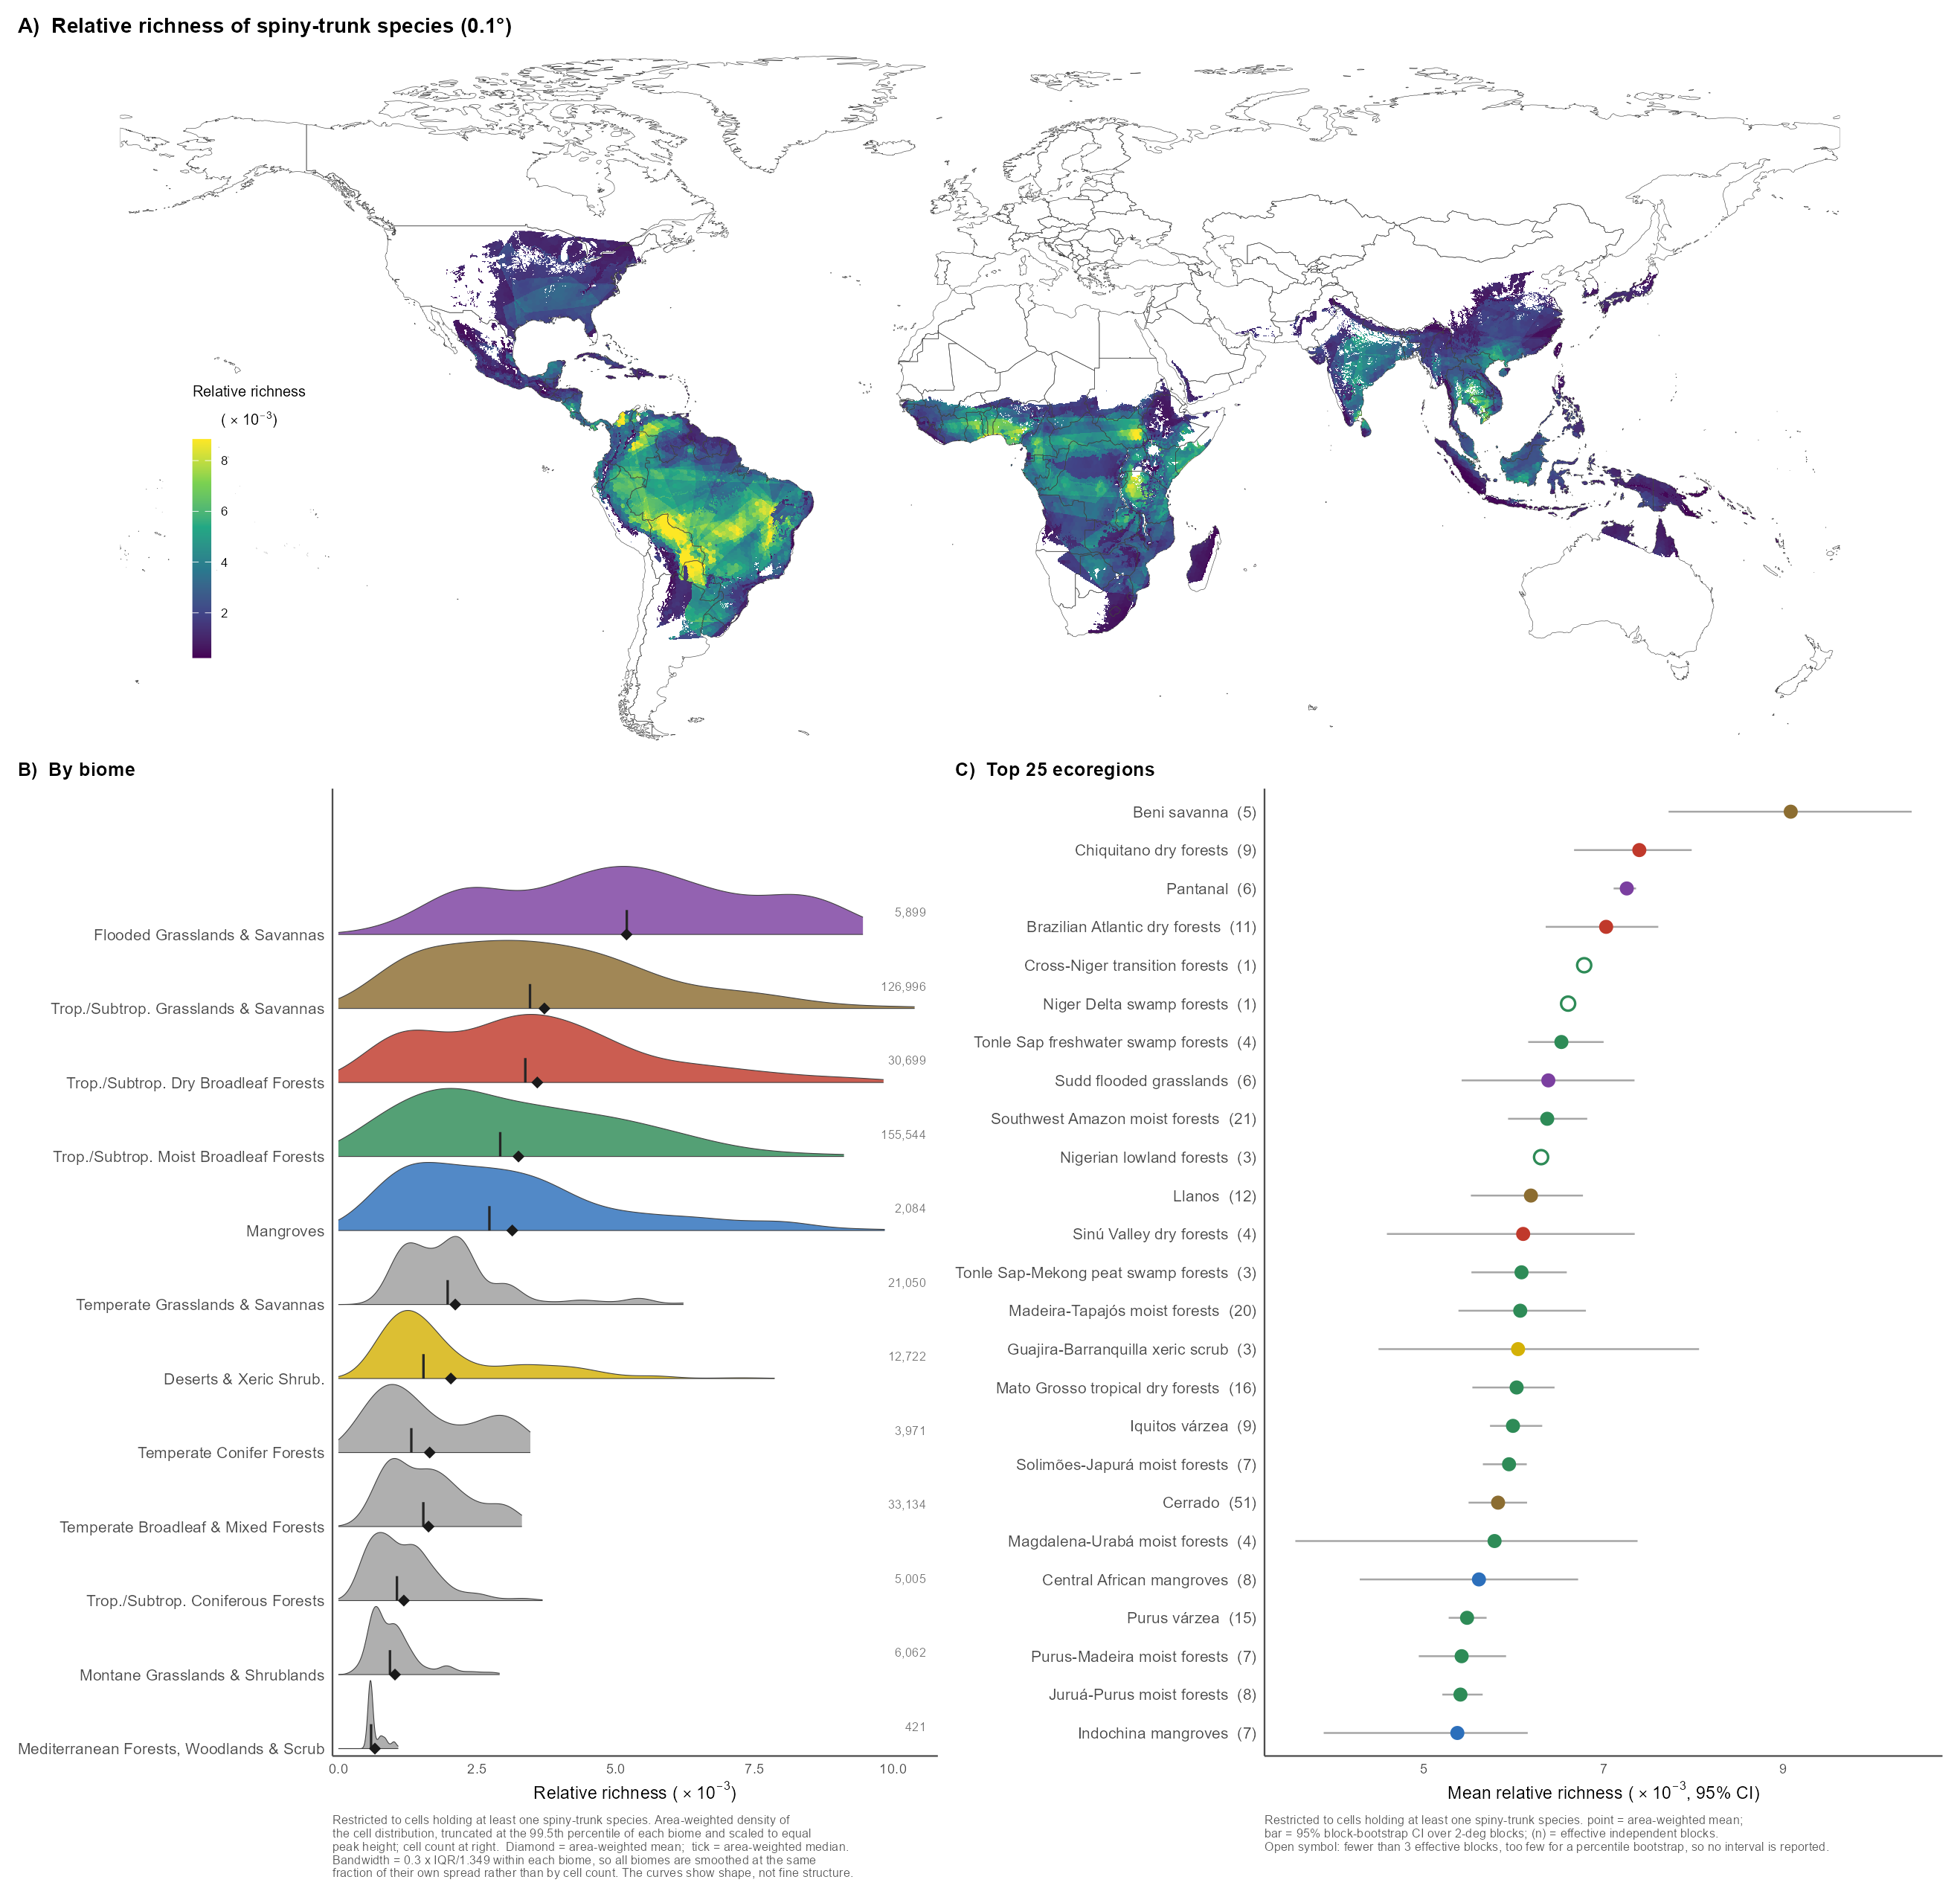 A)  Relative richness of spiny-trunk species (0.1°)
Relative richness
( × 10⁻³)
8
6
4
2
B)  By biome
Flooded Grasslands & Savannas
5,899
Trop./Subtrop. Grasslands & Savannas
126,996
Trop./Subtrop. Dry Broadleaf Forests
30,699
Trop./Subtrop. Moist Broadleaf Forests
155,544
Mangroves
2,084
Temperate Grasslands & Savannas
21,050
Deserts & Xeric Shrub.
12,722
Temperate Conifer Forests
3,971
Temperate Broadleaf & Mixed Forests
33,134
Trop./Subtrop. Coniferous Forests
5,005
Montane Grasslands & Shrublands
6,062
Mediterranean Forests, Woodlands & Scrub
421
0.0 2.5 5.0 7.5 10.0
Relative richness ( × 10⁻³)
Restricted to cells holding at least one spiny-trunk species. Area-weighted density of
the cell distribution, truncated at the 99.5th percentile of each biome and scaled to equal
peak height; cell count at right.  Diamond = area-weighted mean;  tick = area-weighted median.
Bandwidth = 0.3 x IQR/1.349 within each biome, so all biomes are smoothed at the same
fraction of their own spread rather than by cell count. The curves show shape, not fine structure.
C)  Top 25 ecoregions
Beni savanna  (5)
Chiquitano dry forests  (9)
Pantanal  (6)
Brazilian Atlantic dry forests  (11)
Cross-Niger transition forests  (1)
Niger Delta swamp forests  (1)
Tonle Sap freshwater swamp forests  (4)
Sudd flooded grasslands  (6)
Southwest Amazon moist forests  (21)
Nigerian lowland forests  (3)
Llanos  (12)
Sinú Valley dry forests  (4)
Tonle Sap-Mekong peat swamp forests  (3)
Madeira-Tapajós moist forests  (20)
Guajira-Barranquilla xeric scrub  (3)
Mato Grosso tropical dry forests  (16)
Iquitos várzea  (9)
Solimões-Japurá moist forests  (7)
Cerrado  (51)
Magdalena-Urabá moist forests  (4)
Central African mangroves  (8)
Purus várzea  (15)
Purus-Madeira moist forests  (7)
Juruá-Purus moist forests  (8)
Indochina mangroves  (7)
5 7 9
Mean relative richness ( × 10⁻³, 95% CI)
Restricted to cells holding at least one spiny-trunk species. point = area-weighted mean;
bar = 95% block-bootstrap CI over 2-deg blocks; (n) = effective independent blocks.
Open symbol: fewer than 3 effective blocks, too few for a percentile bootstrap, so no interval is reported.